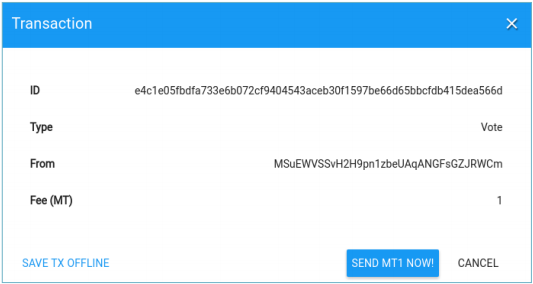 Transaction
ID e4c1e05fbdfa733e6b072cf9404543aceb30f1597be66d65bbcfdb415dea566d
Type Vote
From MSuEWVSSvH2H9pn1zbeUAqANGFsGZJRWCm
Fee (MT) 1
SAVE TX OFFLINE SEND MT1 NOW! CANCEL